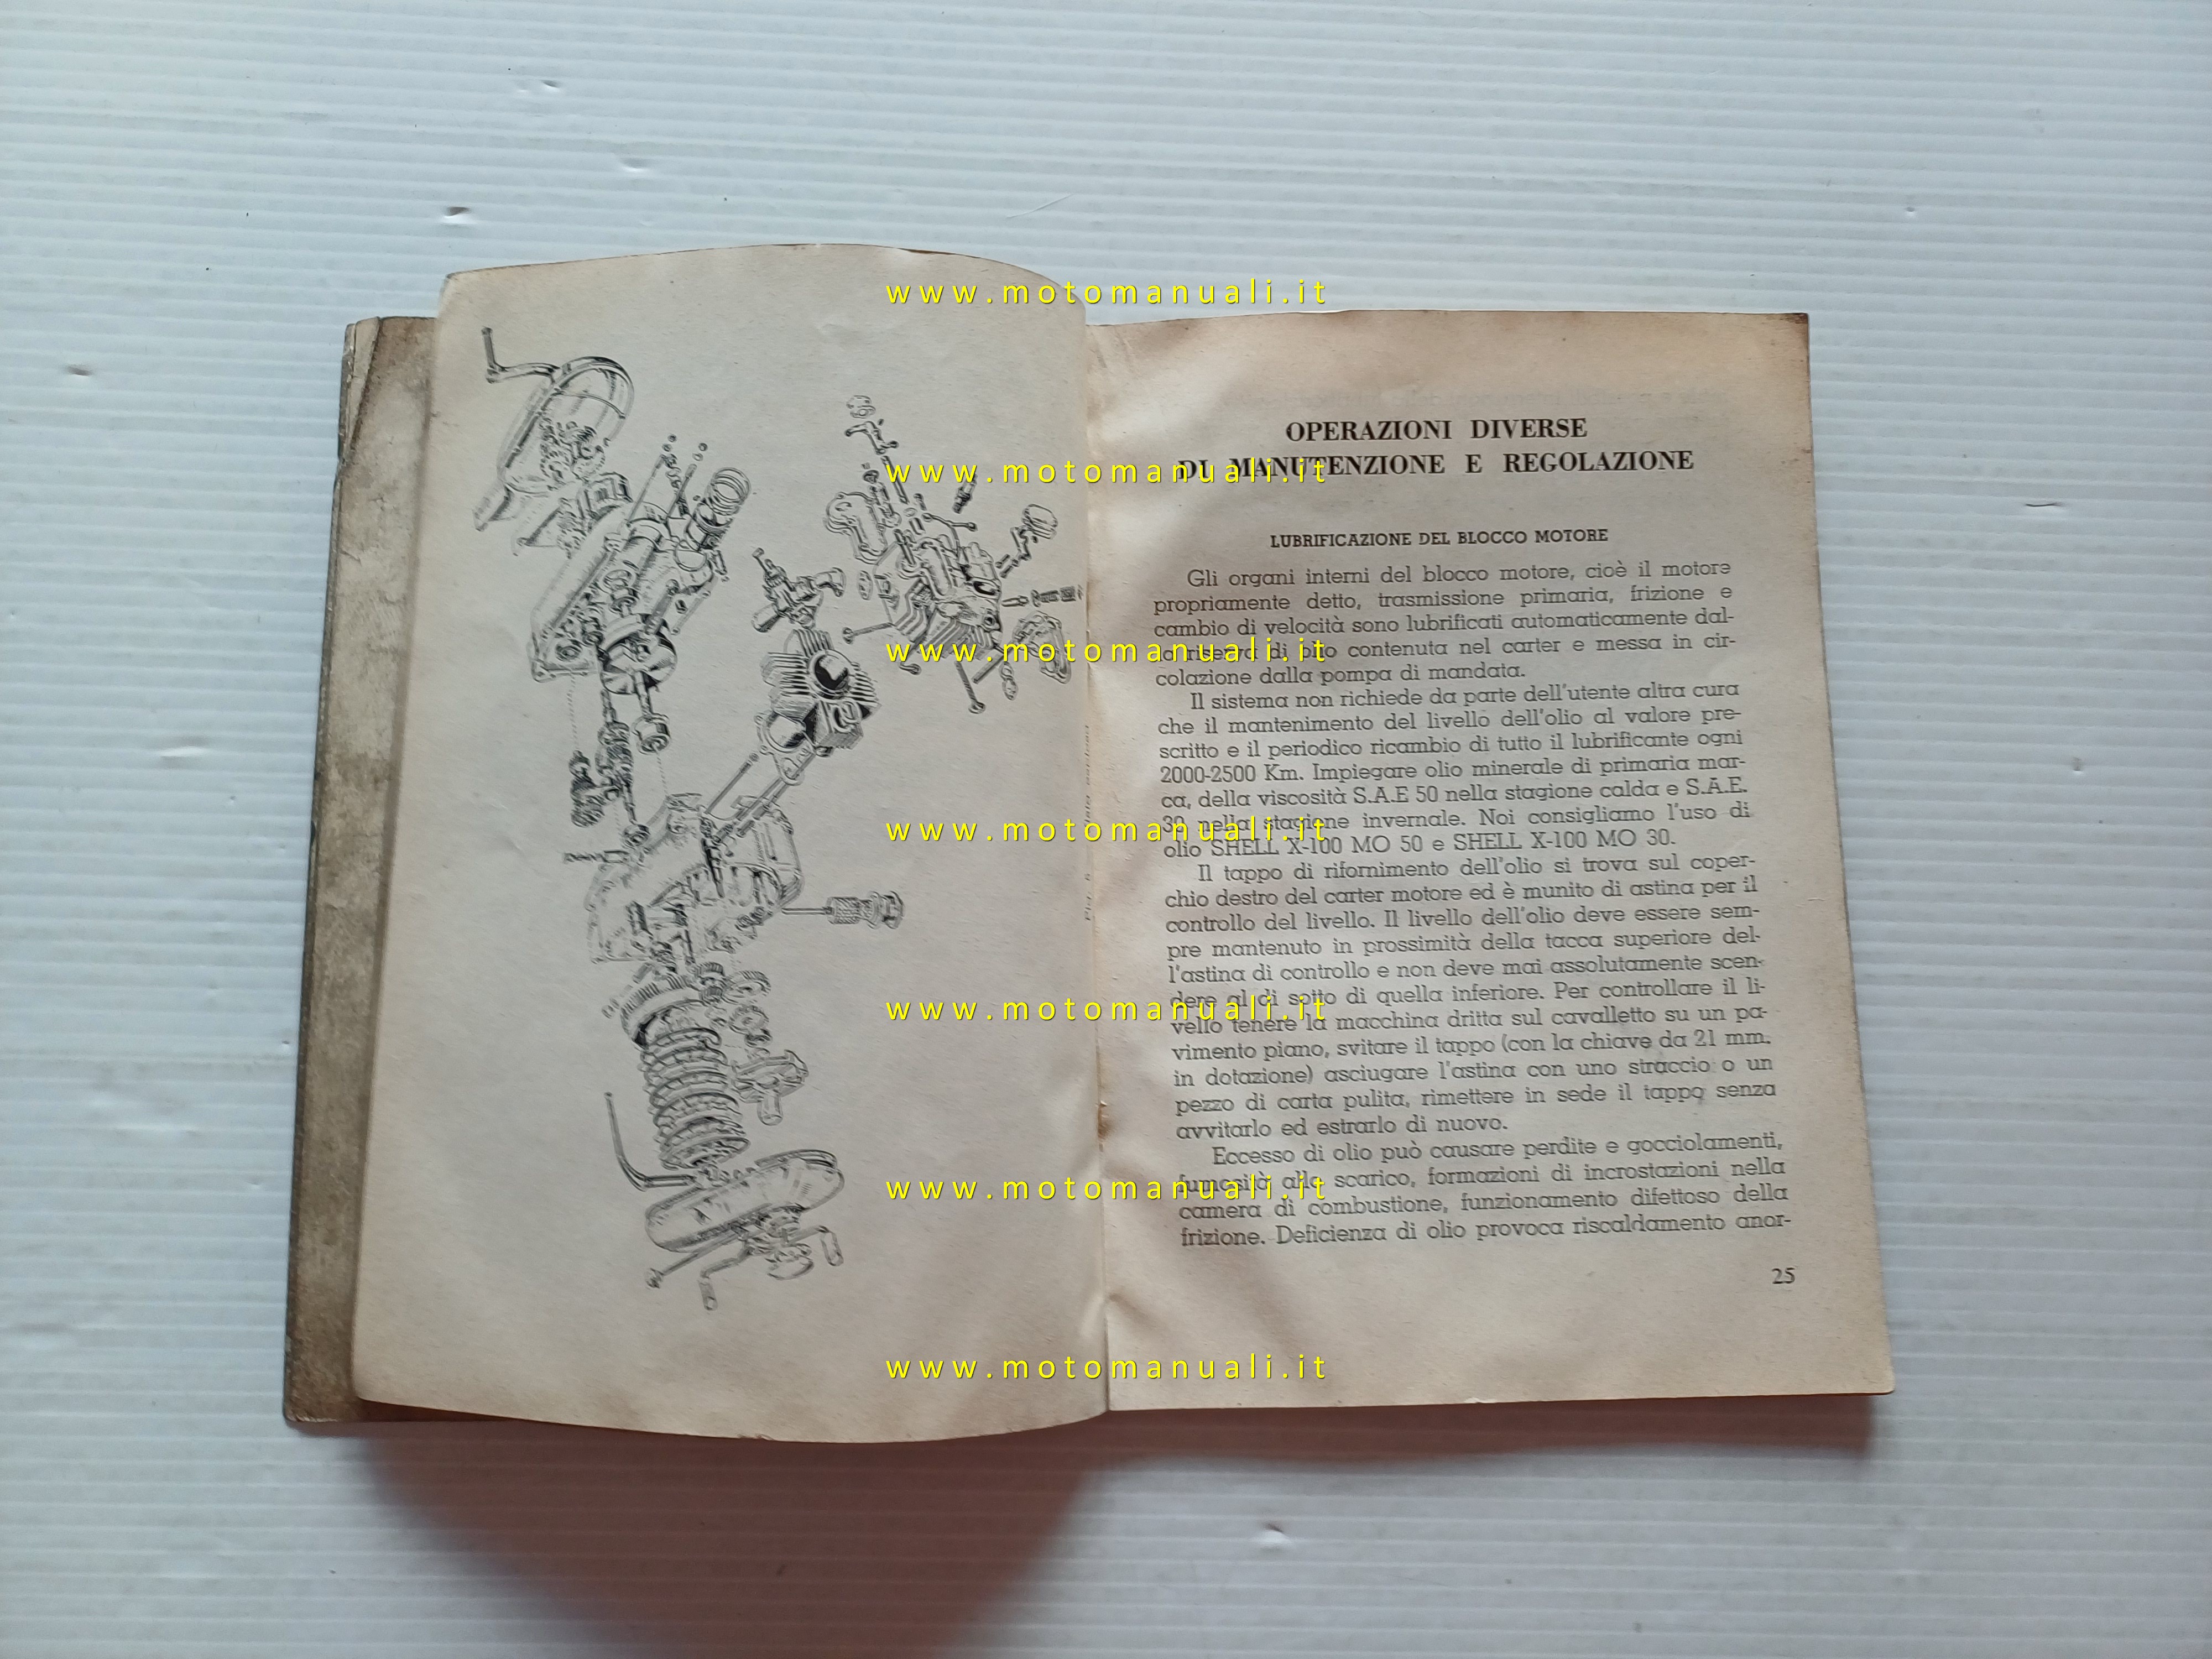 www.motomanuali.it
OPERAZIONI DIVERSE
DI MANUTENZIONE E REGOLAZIONE
www.motomanuali.it
LUBRIFICAZIONE DEL BLOCCO MOTORE
Gli organi interni del blocco motore, cioè il motore
propriamente detto, trasmissione primaria, frizione e
cambio di velocità sono lubrificati automaticamente dal-
la riserva di olio contenuta nel carter e messa in cir-
www.motomanuali.it
colazione dalla pompa di mandata.
Il sistema non richiede da parte dell'utente altra cura
che il mantenimento del livello dell'olio al valore pre-
scritto e il periodico ricambio di tutto il lubrificante ogni
2000-2500 Km. Impiegare olio minerale di primaria mar-
ca, della viscosità S.A.E 50 nella stagione calda e S.A.E.
30 nella stagione invernale. Noi consigliamo l'uso di
www.motomanuali.it
olio SHELL X-100 MO 50 e SHELL X-100 MO 30.
Il tappo di rifornimento dell'olio si trova sul coper-
chio destro del carter motore ed è munito di astina per il
controllo del livello. Il livello dell'olio deve essere sem-
pre mantenuto in prossimità della tacca superiore del-
l'astina di controllo e non deve mai assolutamente scen-
dere al di sotto di quella inferiore. Per controllare il li-
www.motomanuali.it
vello tenere la macchina dritta sul cavalletto su un pa-
vimento piano, svitare il tappo (con la chiave da 21 mm.
in dotazione) asciugare l'astina con uno straccio o un
pezzo di carta pulita, rimettere in sede il tappo senza
avvitarlo ed estrarlo di nuovo.
Eccesso di olio può causare perdite e gocciolamenti,
fumosità allo scarico, formazioni di incrostazioni nella
www.motomanuali.it
camera di combustione, funzionamento difettoso della
frizione. Deficienza di olio provoca riscaldamento anor-
25
www.motomanuali.it